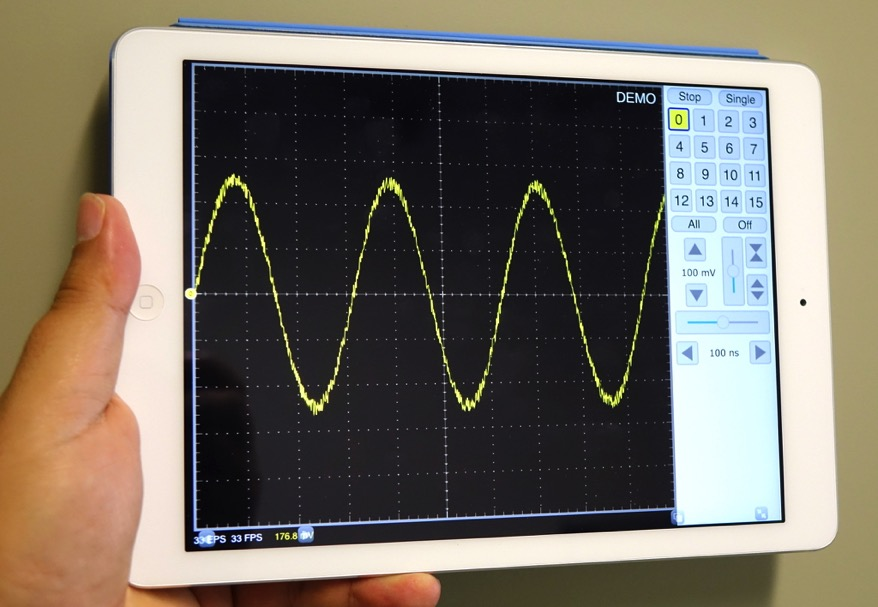 DEMO
Stop Single
0 1 2 3
4 5 6 7
8 9 10 11
12 13 14 15
All Off
100 mV
100 ns
33 FPS 176.8